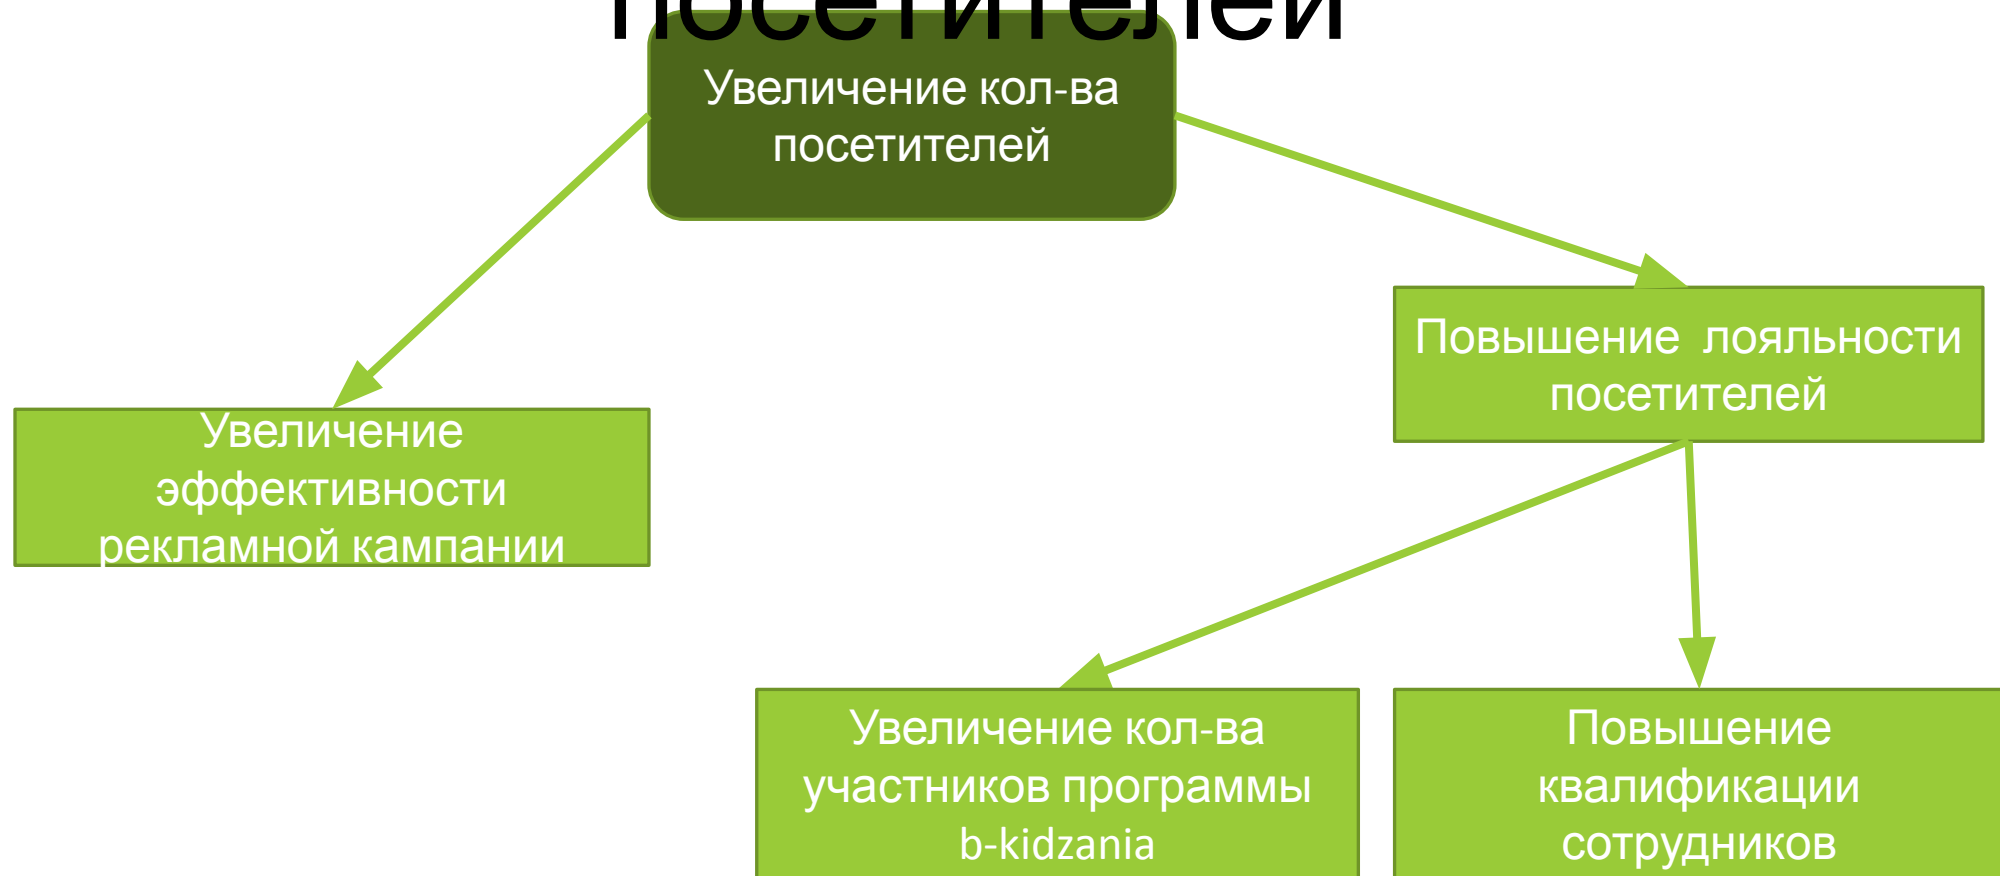 посетителей
Увеличение кол-ва
посетителей
Повышение лояльности
посетителей
Увеличение
эффективности
рекламной кампании
Увеличение кол-ва
участников программы
b-kidzania
Повышение
квалификации
сотрудников